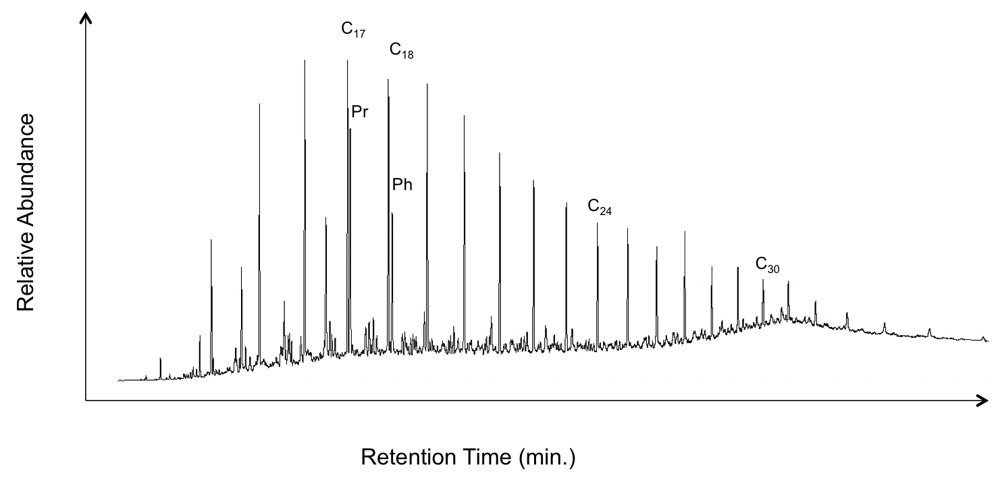 C₁₇
C₁₈
Pr
Ph
C₂₄
C₃₀
Relative Abundance
Retention Time (min.)